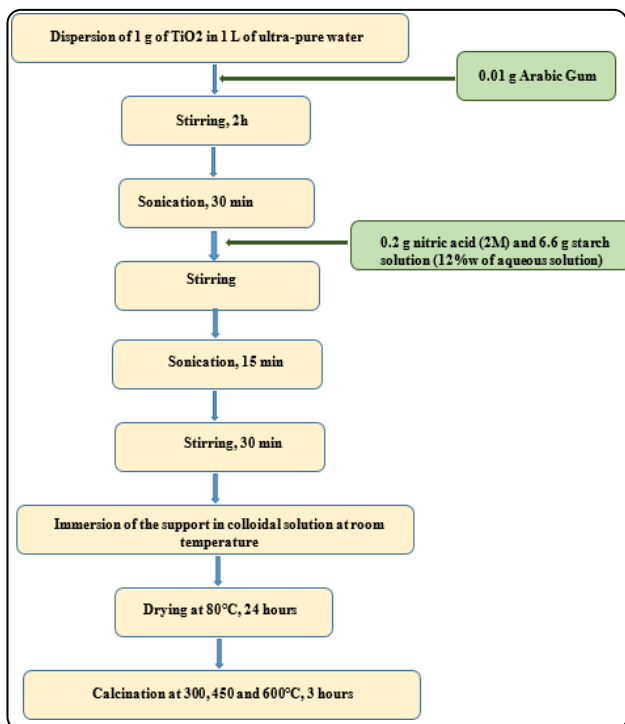 Dispersion of 1 g of TiO2 in 1 L of ultra-pure water
0.01 g Arabic Gum
Stirring, 2h
Sonication, 30 min
0.2 g nitric acid (2M) and 6.6 g starch
solution (12%w of aqueous solution)
Stirring
Sonication, 15 min
Stirring, 30 min
Immersion of the support in colloidal solution at room
temperature
Drying at 80°C, 24 hours
Calcination at 300, 450 and 600°C, 3 hours